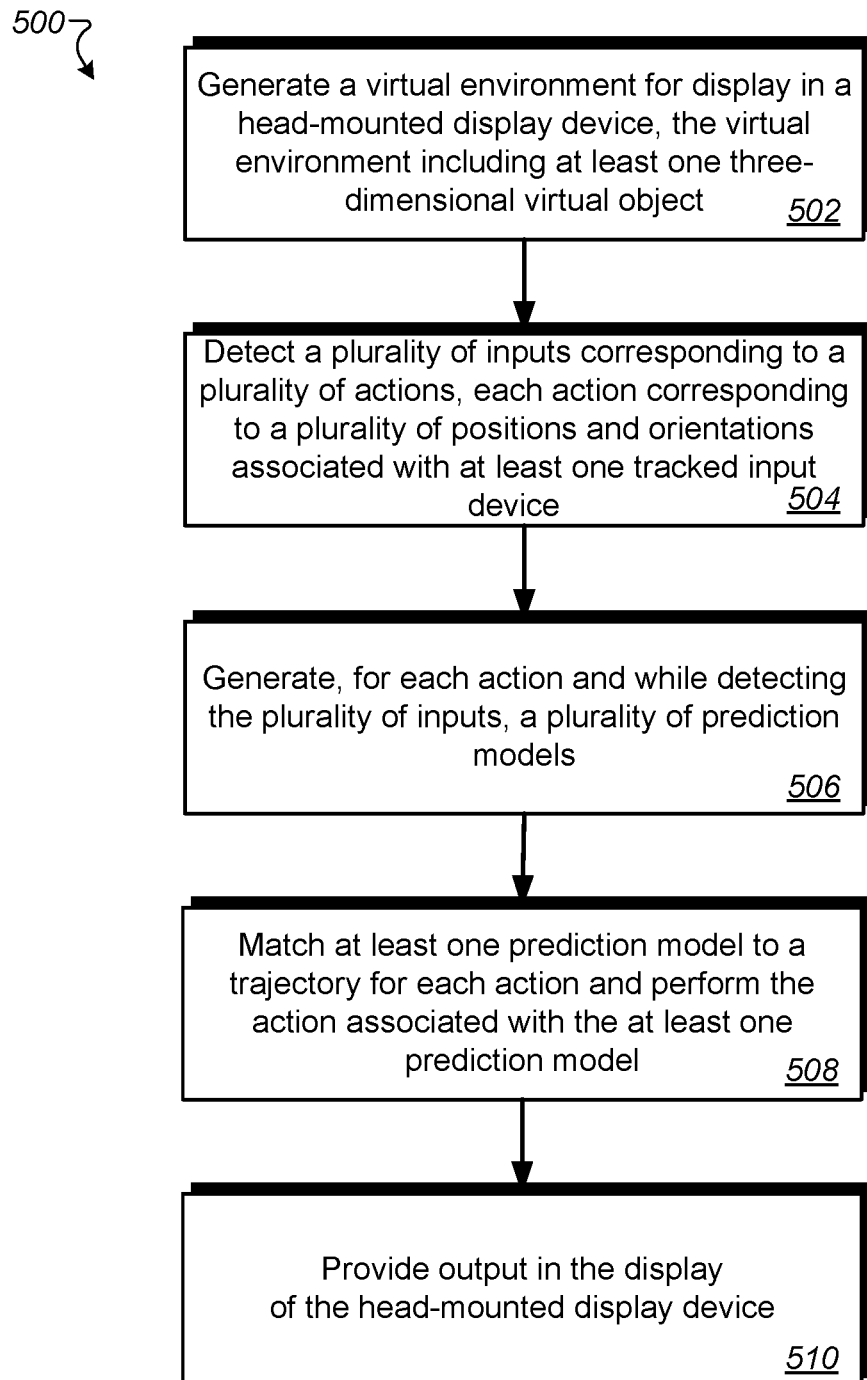 500
Generate a virtual environment for display in a
head-mounted display device, the virtual
environment including at least one three-
dimensional virtual object
502
Detect a plurality of inputs corresponding to a
plurality of actions, each action corresponding
to a plurality of positions and orientations
associated with at least one tracked input
device
504
Generate, for each action and while detecting
the plurality of inputs, a plurality of prediction
models
506
Match at least one prediction model to a
trajectory for each action and perform the
action associated with the at least one
prediction model
508
Provide output in the display
of the head-mounted display device
510